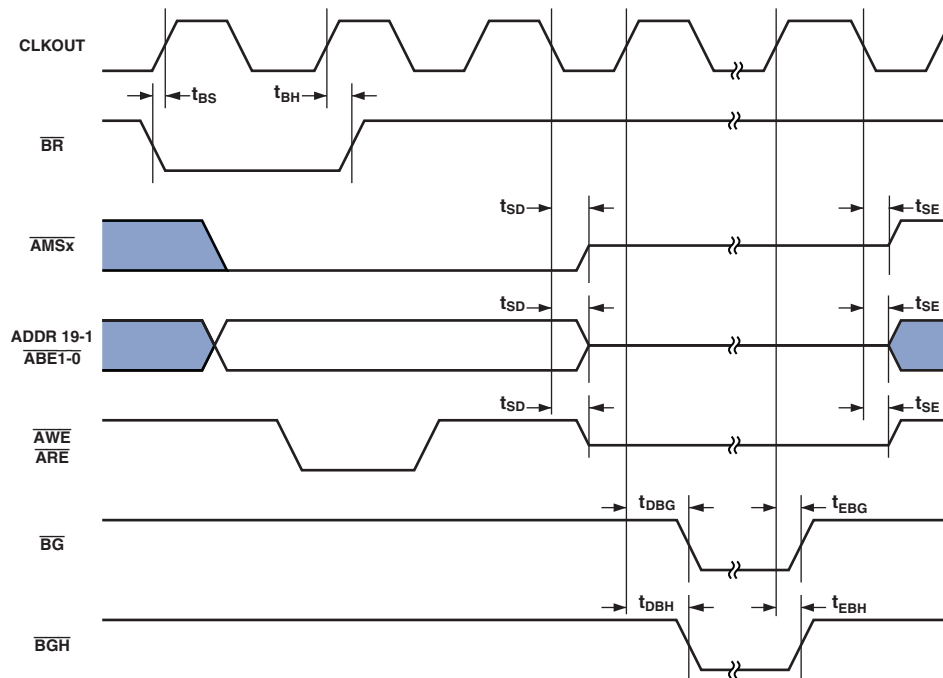 CLKOUT
tBS
tBH
BR
tSD
tSE
AMSx
tSD
tSE
ADDR 19-1
ABE1-0
tSD
tSE
AWE
ARE
tDBG
tEBG
BG
tDBH
tEBH
BGH